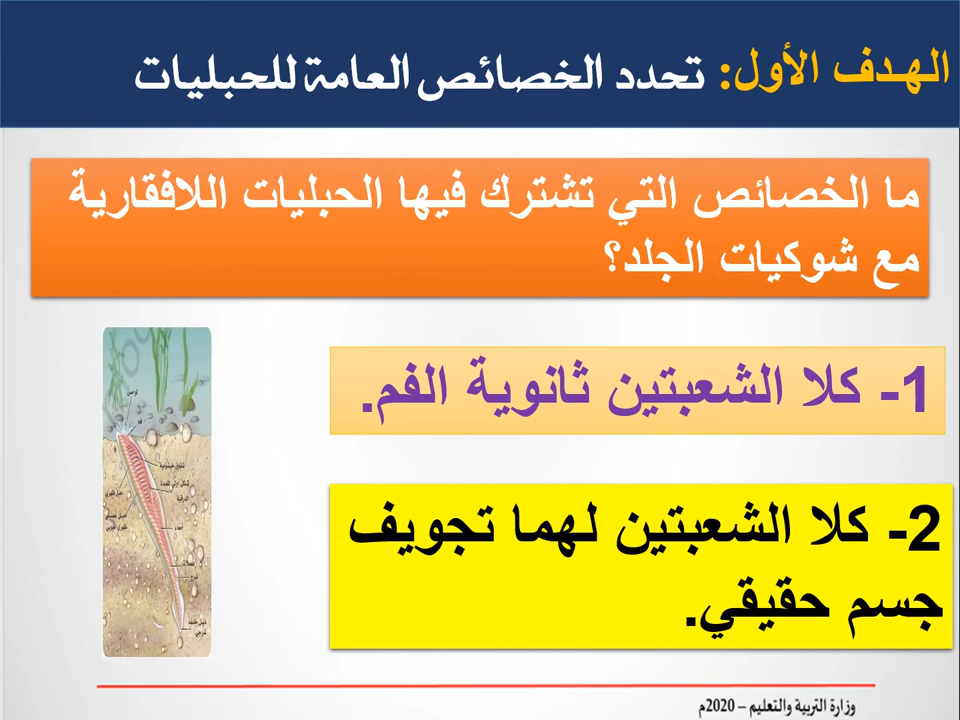 الهدف الأول: تحدد الخصائص العامة للحبليات
ما الخصائص التي تشترك فيها الحبليات اللافقارية
مع شوكيات الجلد؟
1- كلا الشعبتين ثانوية الفم.
2- كلا الشعبتين لهما تجويف
جسم حقيقي.
وزارة التربية والتعليم – 2020م